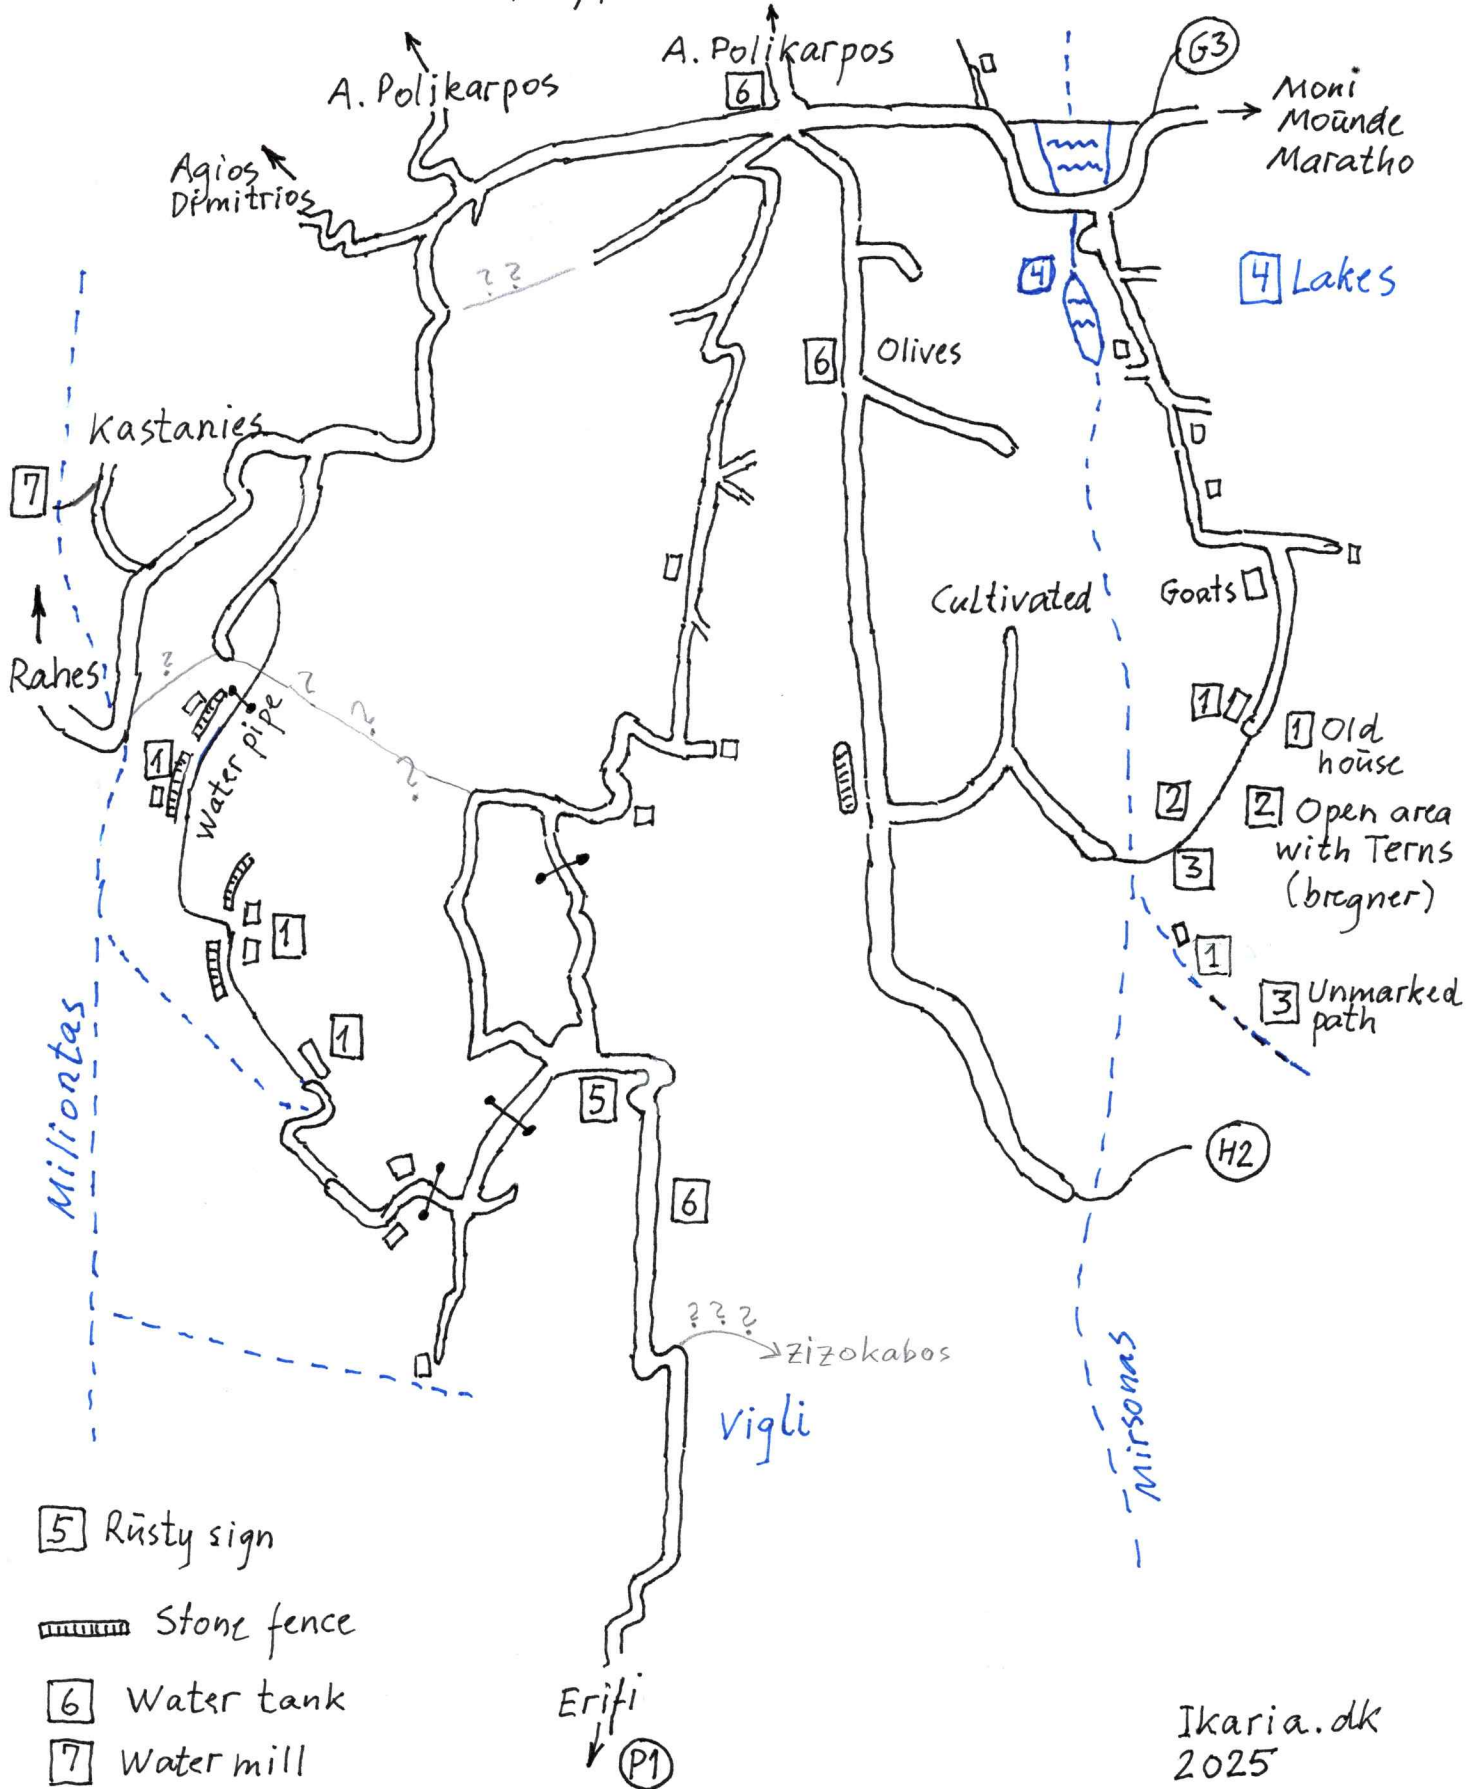 A. Polikarpos
A. Polikarpos
6
G3
Moni
Moūnde
Maratho
Agios
Dimitrios
? ?
4
4 Lakes
6
Olives
Kastanies
7
Cultivated
Goats
Rahes
?
?
?
?
1
Water pipe
1
1 Old
hoūse
2
2 Open area
with Terns
(bregner)
3
1
1
1
3 Unmarked
path
Miliontas
5
6
H2
? ? ?
Zizokabos
Vigli
Mirsonas
5 Rūsty sign
Stone fence
6 Water tank
7 Water mill
Erifi
P1
Ikaria.dk
2025